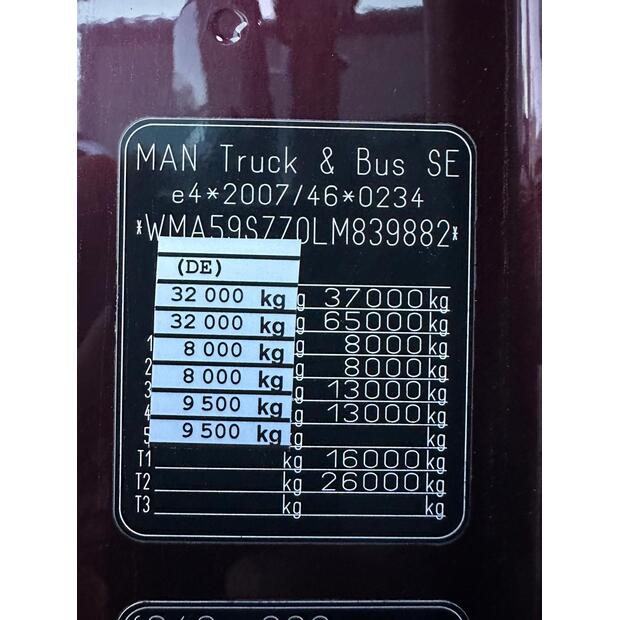 MAN Truck & Bus SE
e4*2007/46*0234
*WMA59SZZ0LM839882*
(DE)
32 000 kg g 37000 kg
32 000 kg g 65000 kg
1 8 000 kg g 8000 kg
2 8 000 kg g 8000 kg
3 9 500 kg g 13000 kg
4 9 500 kg g 13000 kg
5 kg kg
T1 kg 16000 kg
T2 kg 26000 kg
T3 kg kg